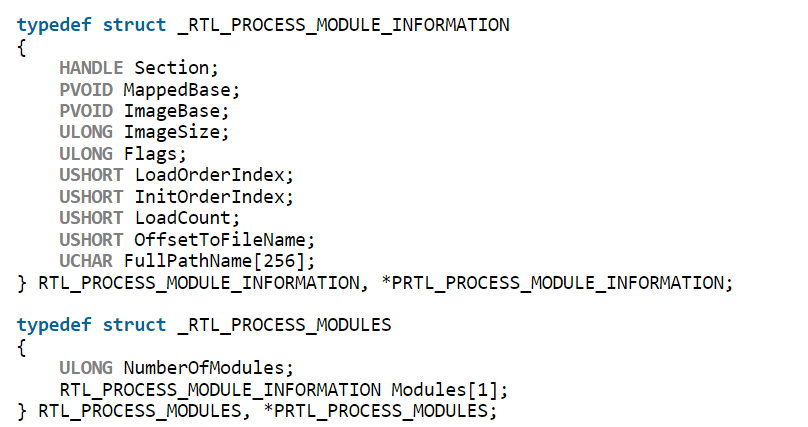 typedef struct _RTL_PROCESS_MODULE_INFORMATION
{
    HANDLE Section;
    PVOID MappedBase;
    PVOID ImageBase;
    ULONG ImageSize;
    ULONG Flags;
    USHORT LoadOrderIndex;
    USHORT InitOrderIndex;
    USHORT LoadCount;
    USHORT OffsetToFileName;
    UCHAR FullPathName[256];
} RTL_PROCESS_MODULE_INFORMATION, *PRTL_PROCESS_MODULE_INFORMATION;

typedef struct _RTL_PROCESS_MODULES
{
    ULONG NumberOfModules;
    RTL_PROCESS_MODULE_INFORMATION Modules[1];
} RTL_PROCESS_MODULES, *PRTL_PROCESS_MODULES;